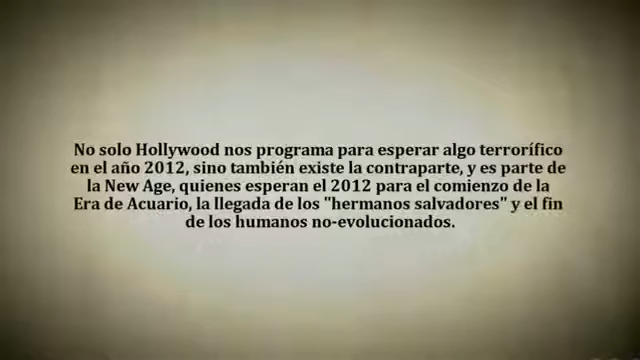 No solo Hollywood nos programa para esperar algo terrorífico
en el año 2012, sino también existe la contraparte, y es parte de
la New Age, quienes esperan el 2012 para el comienzo de la
Era de Acuario, la llegada de los "hermanos salvadores" y el fin
de los humanos no-evolucionados.